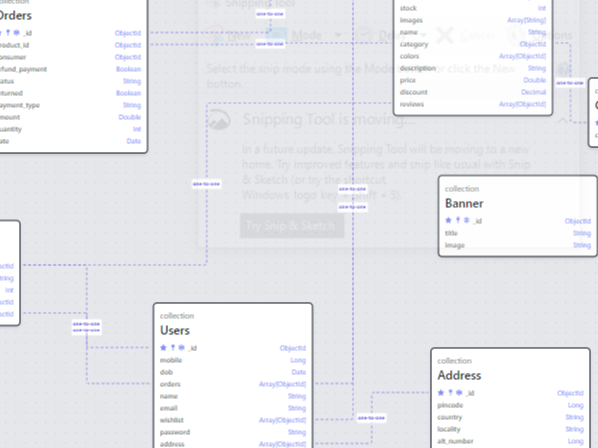 Snipping Tool
Orders
_id ObjectId
product_id ObjectId
consumer ObjectId
refund_payment Boolean
status String
returned Boolean
payment_type String
amount Double
quantity Int
date Date
one-to-one
one-to-one
Mode
Cancel
Options
Select the snip mode using the Mode or click the New
button.
Snipping Tool is moving...
In a future update, Snipping Tool will be moving to a new
home. Try improved features and snip like usual with Snip
& Sketch (or try the shortcut
Windows logo key + Shift + S).
Try Snip & Sketch
stock Int
images Array[String]
name String
category ObjectId
colors Array[ObjectId]
description String
price Double
discount Decimal
reviews Array[ObjectId]
one-to-one
one-to-one
one-to-one
one-to-one
collection
Banner
_id ObjectId
title String
image String
one-to-one
one-to-one
collection
Users
_id ObjectId
mobile Long
dob Date
orders Array[ObjectId]
name String
email String
wishlist Array[ObjectId]
password String
address Array[ObjectId]
one-to-one
collection
Address
_id ObjectId
pincode Long
country String
locality String
alt_number Long